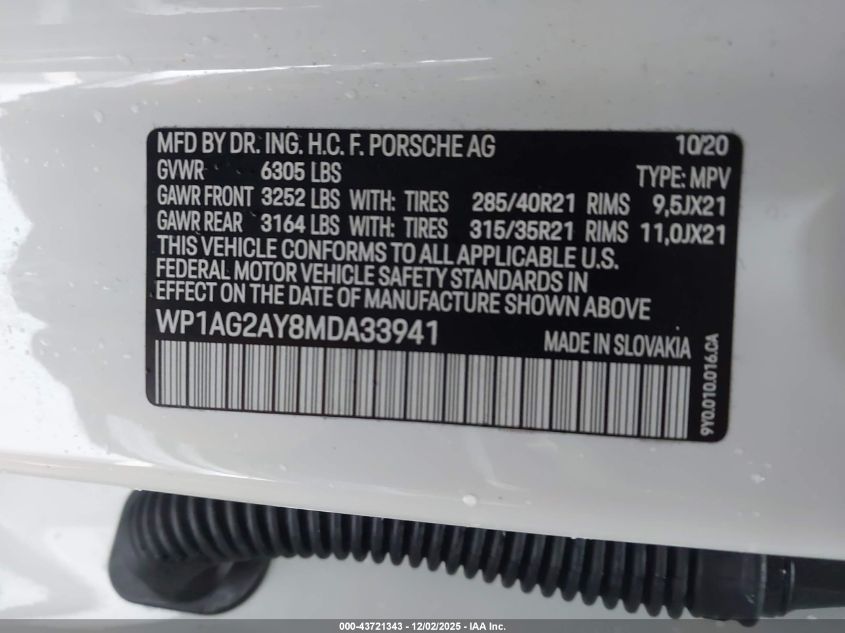 MFD BY DR. ING. H.C. F. PORSCHE AG 10/20
GVWR 6305 LBS TYPE: MPV
GAWR FRONT 3252 LBS WITH: TIRES 285/40R21 RIMS 9,5JX21
GAWR REAR 3164 LBS WITH: TIRES 315/35R21 RIMS 11,0JX21
THIS VEHICLE CONFORMS TO ALL APPLICABLE U.S.
FEDERAL MOTOR VEHICLE SAFETY STANDARDS IN
EFFECT ON THE DATE OF MANUFACTURE SHOWN ABOVE
WP1AG2AY8MDA33941 MADE IN SLOVAKIA
9Y0.010.016.CA
000-43721343 - 12/02/2025 - IAA Inc.